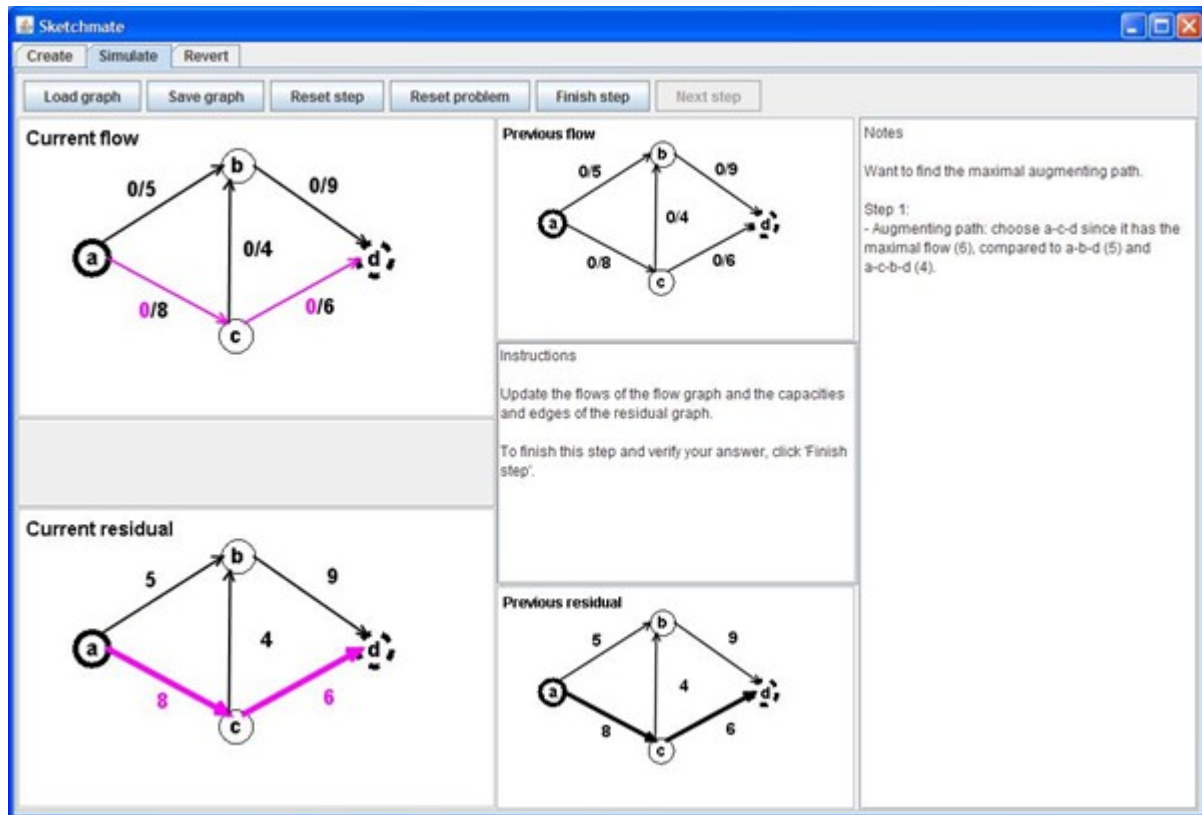 Sketchmate
Create Simulate Revert
Load graph Save graph Reset step Reset problem Finish step Next step
Current flow
b
0/5
0/9
0/4
a
d
0/8
0/6
c
Previous flow
b
0/5
0/9
0/4
a
d
0/8
0/6
c
Notes
Want to find the maximal augmenting path.
Step 1:
- Augmenting path: choose a-c-d since it has the
maximal flow (6), compared to a-b-d (5) and
a-c-b-d (4).
Instructions
Update the flows of the flow graph and the capacities
and edges of the residual graph.
To finish this step and verify your answer, click 'Finish
step'.
Current residual
b
5
9
4
a
d
8
6
c
Previous residual
b
5
9
4
a
d
8
6
c